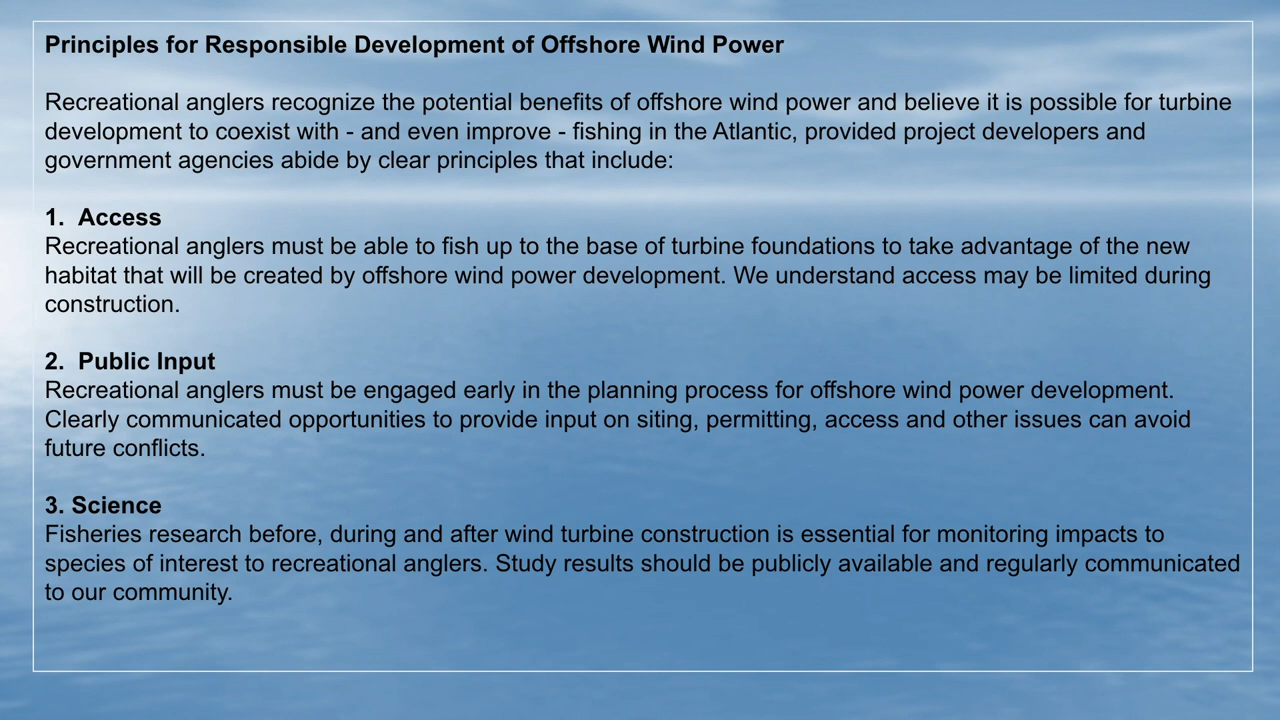 Principles for Responsible Development of Offshore Wind Power
Recreational anglers recognize the potential benefits of offshore wind power and believe it is possible for turbine
development to coexist with - and even improve - fishing in the Atlantic, provided project developers and
government agencies abide by clear principles that include:
1. Access
Recreational anglers must be able to fish up to the base of turbine foundations to take advantage of the new
habitat that will be created by offshore wind power development. We understand access may be limited during
construction.
2. Public Input
Recreational anglers must be engaged early in the planning process for offshore wind power development.
Clearly communicated opportunities to provide input on siting, permitting, access and other issues can avoid
future conflicts.
3. Science
Fisheries research before, during and after wind turbine construction is essential for monitoring impacts to
species of interest to recreational anglers. Study results should be publicly available and regularly communicated
to our community.